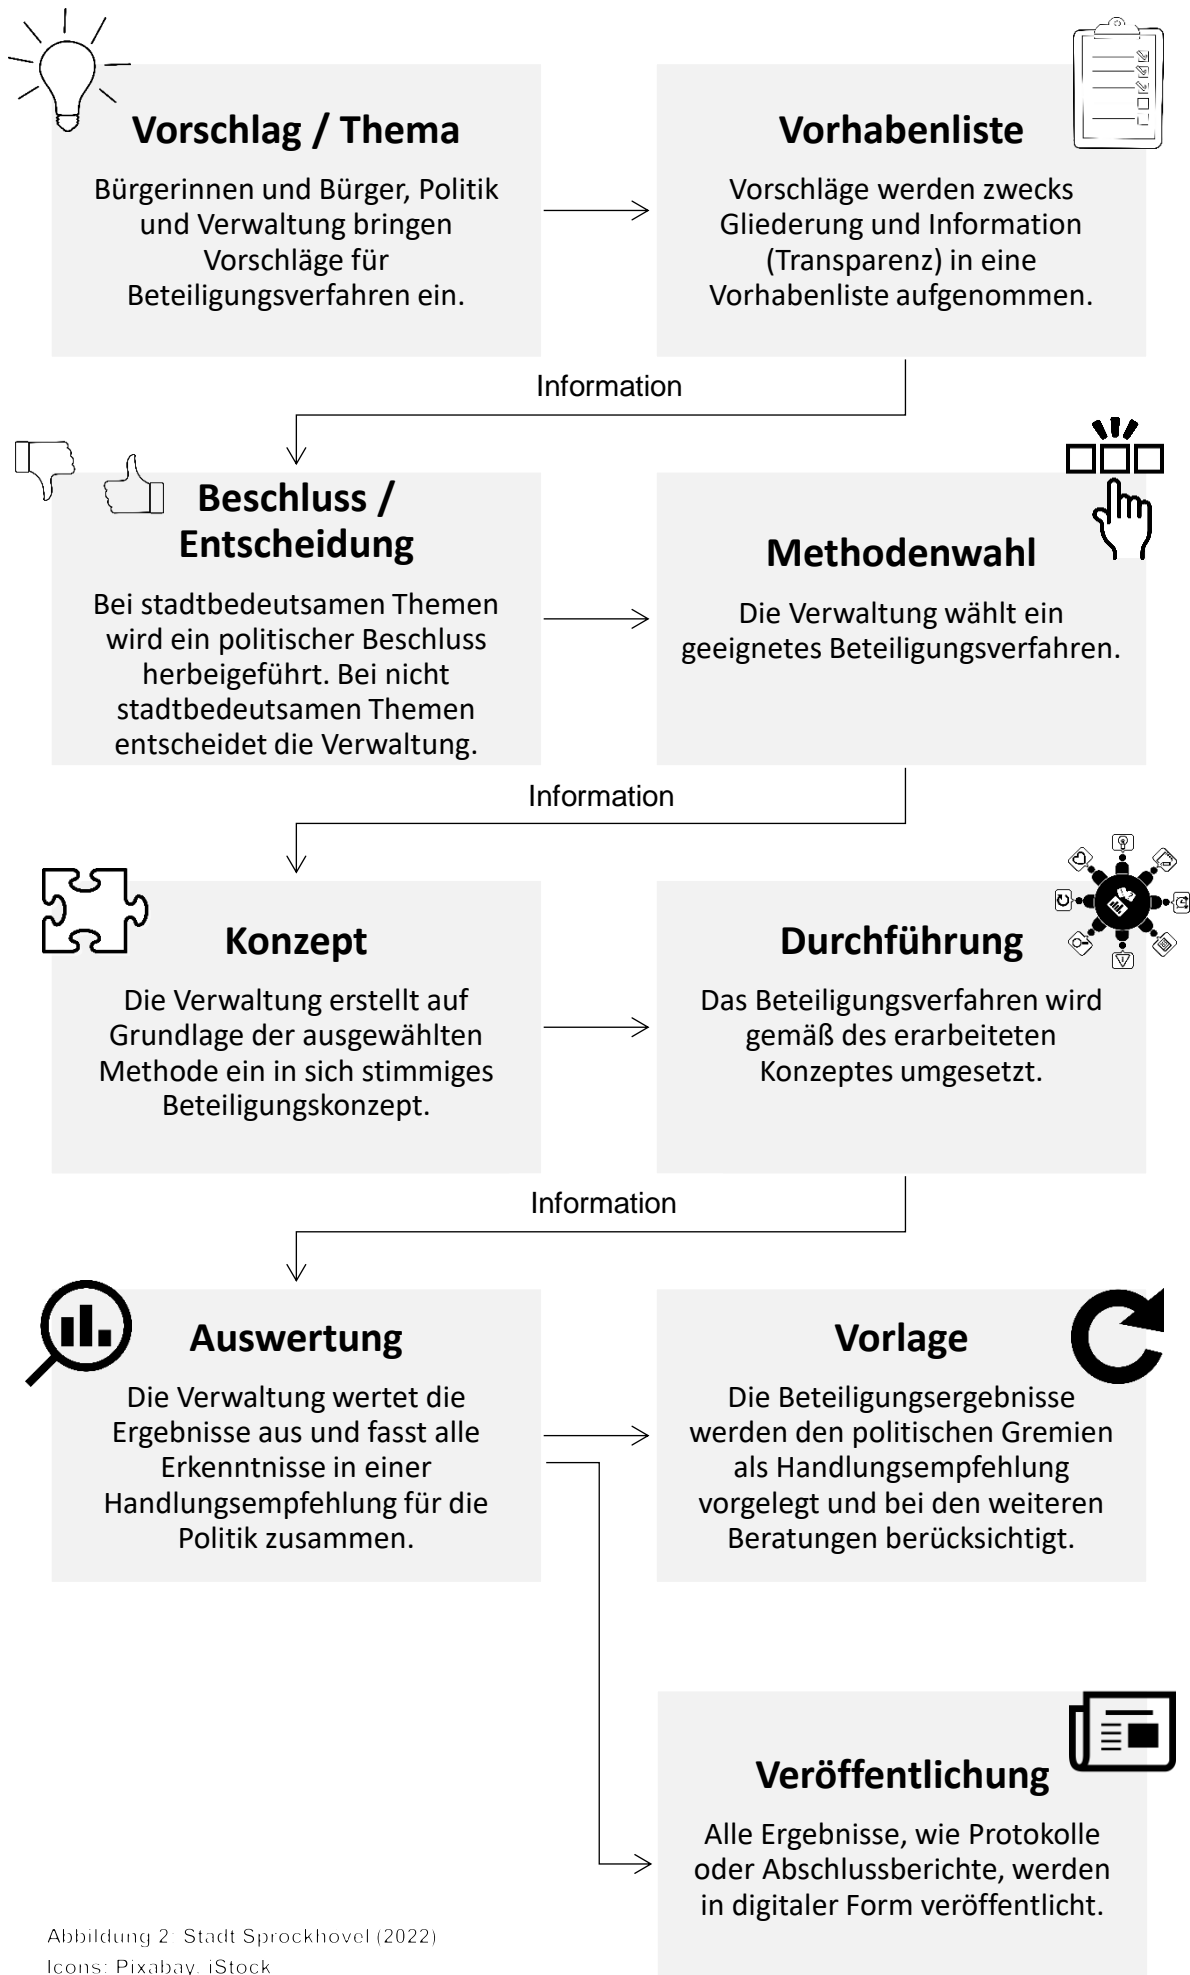 Vorschlag / Thema
Bürgerinnen und Bürger, Politik
und Verwaltung bringen
Vorschläge für
Beteiligungsverfahren ein.
Vorhabenliste
Vorschläge werden zwecks
Gliederung und Information
(Transparenz) in eine
Vorhabenliste aufgenommen.
Information
Beschluss /
Entscheidung
Bei stadtbedeutsamen Themen
wird ein politischer Beschluss
herbeigeführt. Bei nicht
stadtbedeutsamen Themen
entscheidet die Verwaltung.
Methodenwahl
Die Verwaltung wählt ein
geeignetes Beteiligungsverfahren.
Information
Konzept
Die Verwaltung erstellt auf
Grundlage der ausgewählten
Methode ein in sich stimmiges
Beteiligungskonzept.
Durchführung
Das Beteiligungsverfahren wird
gemäß des erarbeiteten
Konzeptes umgesetzt.
Information
Auswertung
Die Verwaltung wertet die
Ergebnisse aus und fasst alle
Erkenntnisse in einer
Handlungsempfehlung für die
Politik zusammen.
Vorlage
Die Beteiligungsergebnisse
werden den politischen Gremien
als Handlungsempfehlung
vorgelegt und bei den weiteren
Beratungen berücksichtigt.
Veröffentlichung
Alle Ergebnisse, wie Protokolle
oder Abschlussberichte, werden
in digitaler Form veröffentlicht.
Abbildung 2: Stadt Sprockhovel (2022)
Icons: Pixabay, iStock